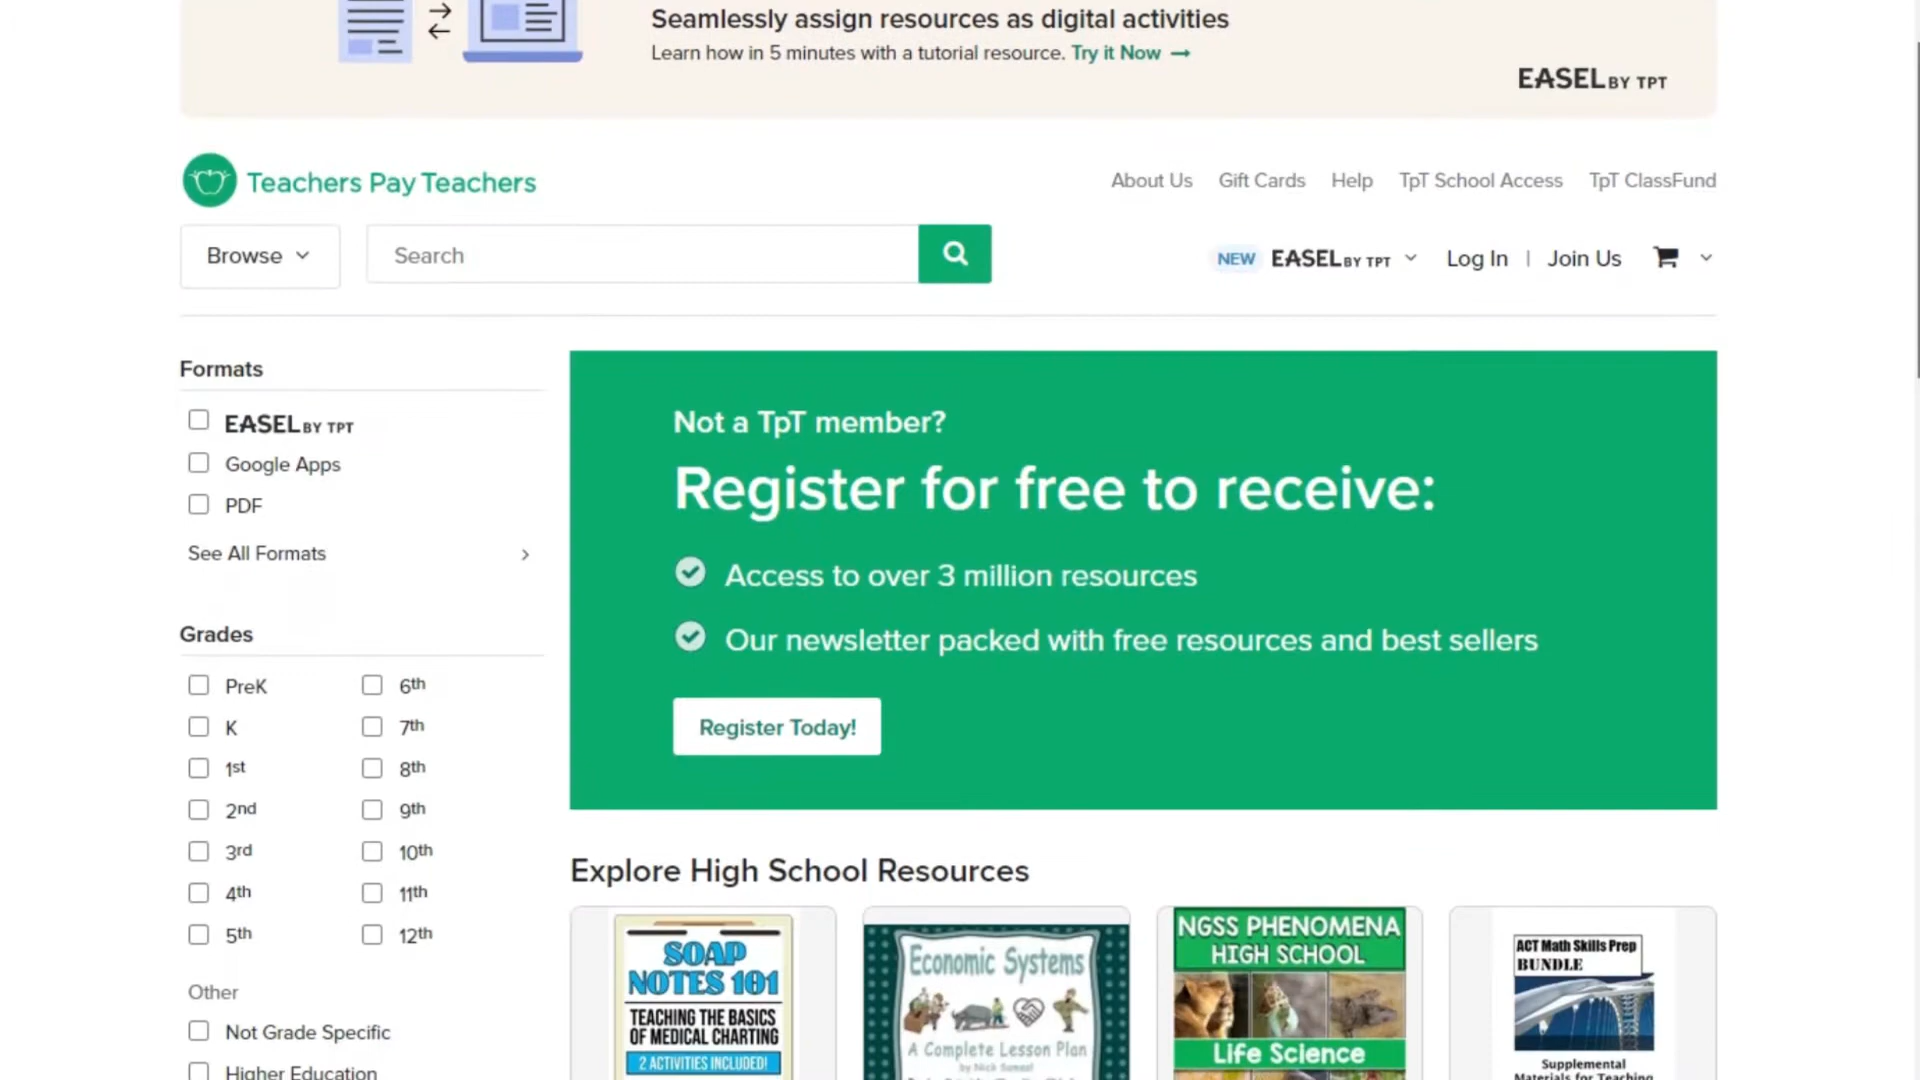 Seamlessly assign resources as digital activities
Learn how in 5 minutes with a tutorial resource. Try it Now →
EASEL BY TPT
Teachers Pay Teachers
About Us Gift Cards Help TpT School Access TpT ClassFund
Browse Search NEW EASEL BY TPT Log In | Join Us
Formats
EASEL BY TPT
Google Apps
PDF
See All Formats
Grades
PreK 6th
K 7th
1st 8th
2nd 9th
3rd 10th
4th 11th
5th 12th
Other
Not Grade Specific
Higher Education
Not a TpT member?
Register for free to receive:
Access to over 3 million resources
Our newsletter packed with free resources and best sellers
Register Today!
Explore High School Resources
SOAP
NOTES 101
TEACHING THE BASICS
OF MEDICAL CHARTING
2 ACTIVITIES INCLUDED!
Economic Systems
A Complete Lesson Plan
NGSS PHENOMENA
HIGH SCHOOL
Life Science
ACT Math Skills Prep
BUNDLE
Supplemental
Materials for Teaching